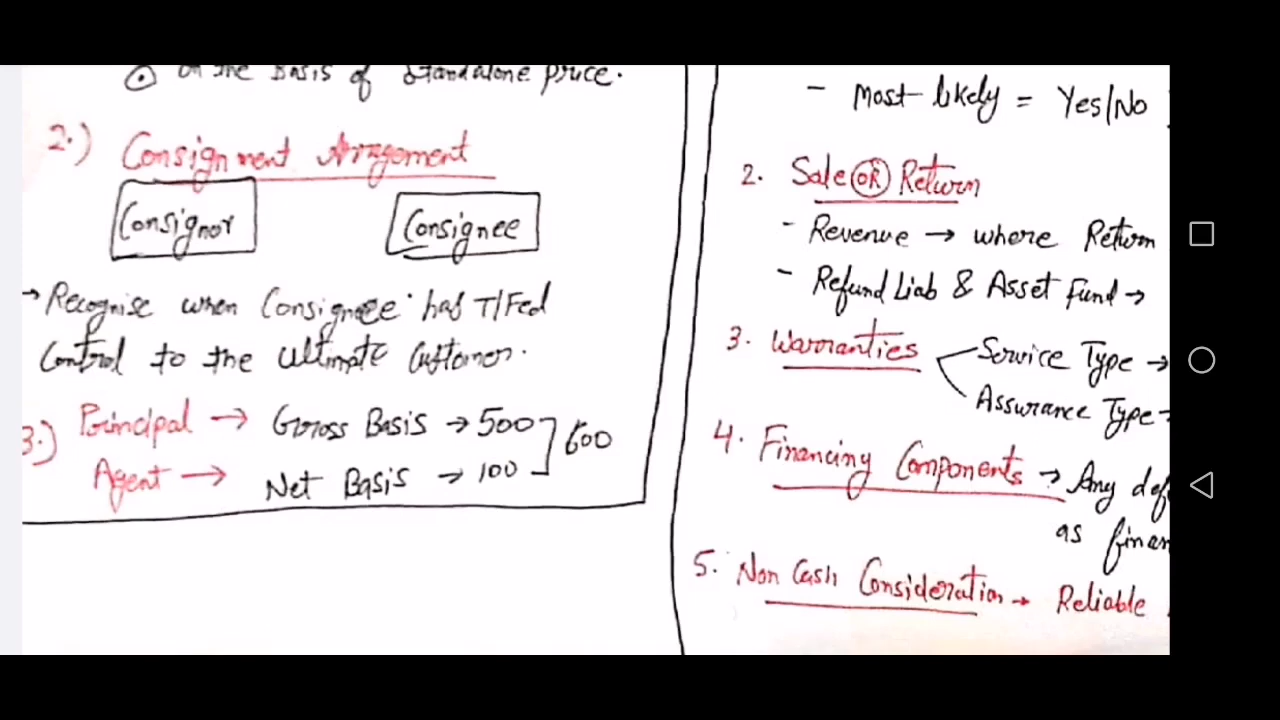 on the Basis of Standalone price.
2.) Consignment Arragement
Consignor
Consignee
→ Recognise when Consignee has T/Fed
Control to the ultimate Customer.
3.) Principal → Gross Basis → 500
Agent → Net Basis → 100
600
- Most likely = Yes/No
2. Sale OR Return
- Revenue → where Return
- Refund Liab & Asset Fund →
3. Warranties
Service Type →
Assurance Type →
4. Financing Components → Any def
as finan
5. Non Cash Consideration → Reliable